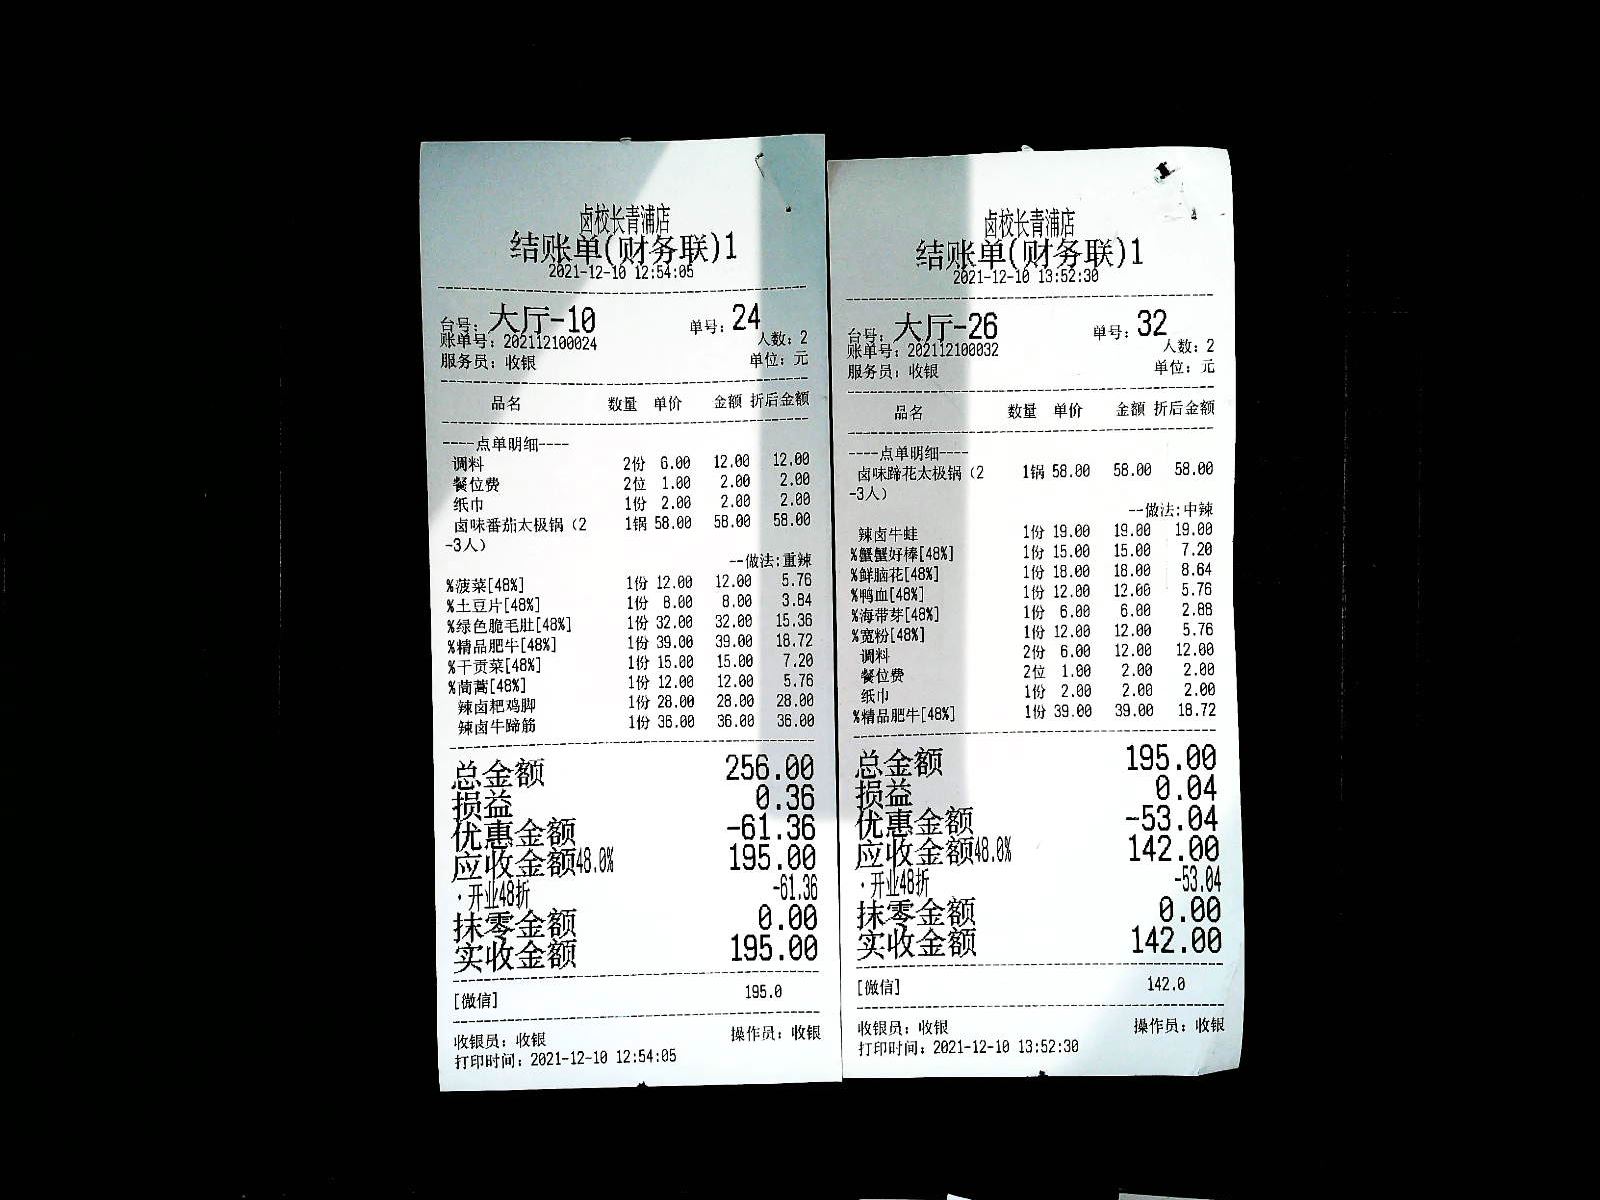 卤校长青浦店
结账单(财务联)1
2021-12-10 12:54:05
台号: 大厅-10 单号: 24
账单号: 202112100024 人数: 2
服务员: 收银 单位: 元
品名 数量 单价 金额 折后金额
----点单明细----
调料 2份 6.00 12.00 12.00
餐位费 2位 1.00 2.00 2.00
纸巾 1份 2.00 2.00 2.00
卤味番茄太极锅（2 1锅 58.00 58.00 58.00
-3人）
--做法:重辣
%菠菜[48%] 1份 12.00 12.00 5.76
%土豆片[48%] 1份 8.00 8.00 3.84
%绿色脆毛肚[48%] 1份 32.00 32.00 15.36
%精品肥牛[48%] 1份 39.00 39.00 18.72
%干贡菜[48%] 1份 15.00 15.00 7.20
%茼蒿[48%] 1份 12.00 12.00 5.76
辣卤粑鸡脚 1份 28.00 28.00 28.00
辣卤牛蹄筋 1份 36.00 36.00 36.00
总金额 256.00
损益 0.36
优惠金额 -61.36
应收金额48.0% 195.00
·开业48折 -61.36
抹零金额 0.00
实收金额 195.00
[微信] 195.0
收银员: 收银 操作员: 收银
打印时间: 2021-12-10 12:54:05
卤校长青浦店
结账单(财务联)1
2021-12-10 13:52:30
台号: 大厅-26 单号: 32
账单号: 202112100032 人数: 2
服务员: 收银 单位: 元
品名 数量 单价 金额 折后金额
----点单明细----
卤味蹄花太极锅（2 1锅 58.00 58.00 58.00
-3人）
--做法:中辣
辣卤牛蛙 1份 19.00 19.00 19.00
%蟹蟹好棒[48%] 1份 15.00 15.00 7.20
%鲜脑花[48%] 1份 18.00 18.00 8.64
%鸭血[48%] 1份 12.00 12.00 5.76
%海带芽[48%] 1份 6.00 6.00 2.88
%宽粉[48%] 1份 12.00 12.00 5.76
调料 2份 6.00 12.00 12.00
餐位费 2位 1.00 2.00 2.00
纸巾 1份 2.00 2.00 2.00
%精品肥牛[48%] 1份 39.00 39.00 18.72
总金额 195.00
损益 0.04
优惠金额 -53.04
应收金额48.0% 142.00
·开业48折 -53.04
抹零金额 0.00
实收金额 142.00
[微信] 142.0
收银员: 收银 操作员: 收银
打印时间: 2021-12-10 13:52:30